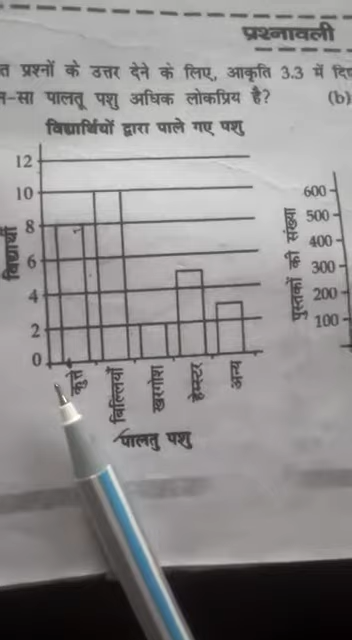 प्रश्नावली
त प्रश्नों के उत्तर देने के लिए, आकृति 3.3 में दिए
न-सा पालतू पशु अधिक लोकप्रिय है?
(b)
विद्यार्थियों द्वारा पाले गए पशु
12
10
8
6
4
2
0
विद्यार्थी
कुत्ते
बिल्लियाँ
खरगोश
हेम्स्टर
अन्य
पालतु पशु
पुस्तकों की संख्या
600
500
400
300
200
100